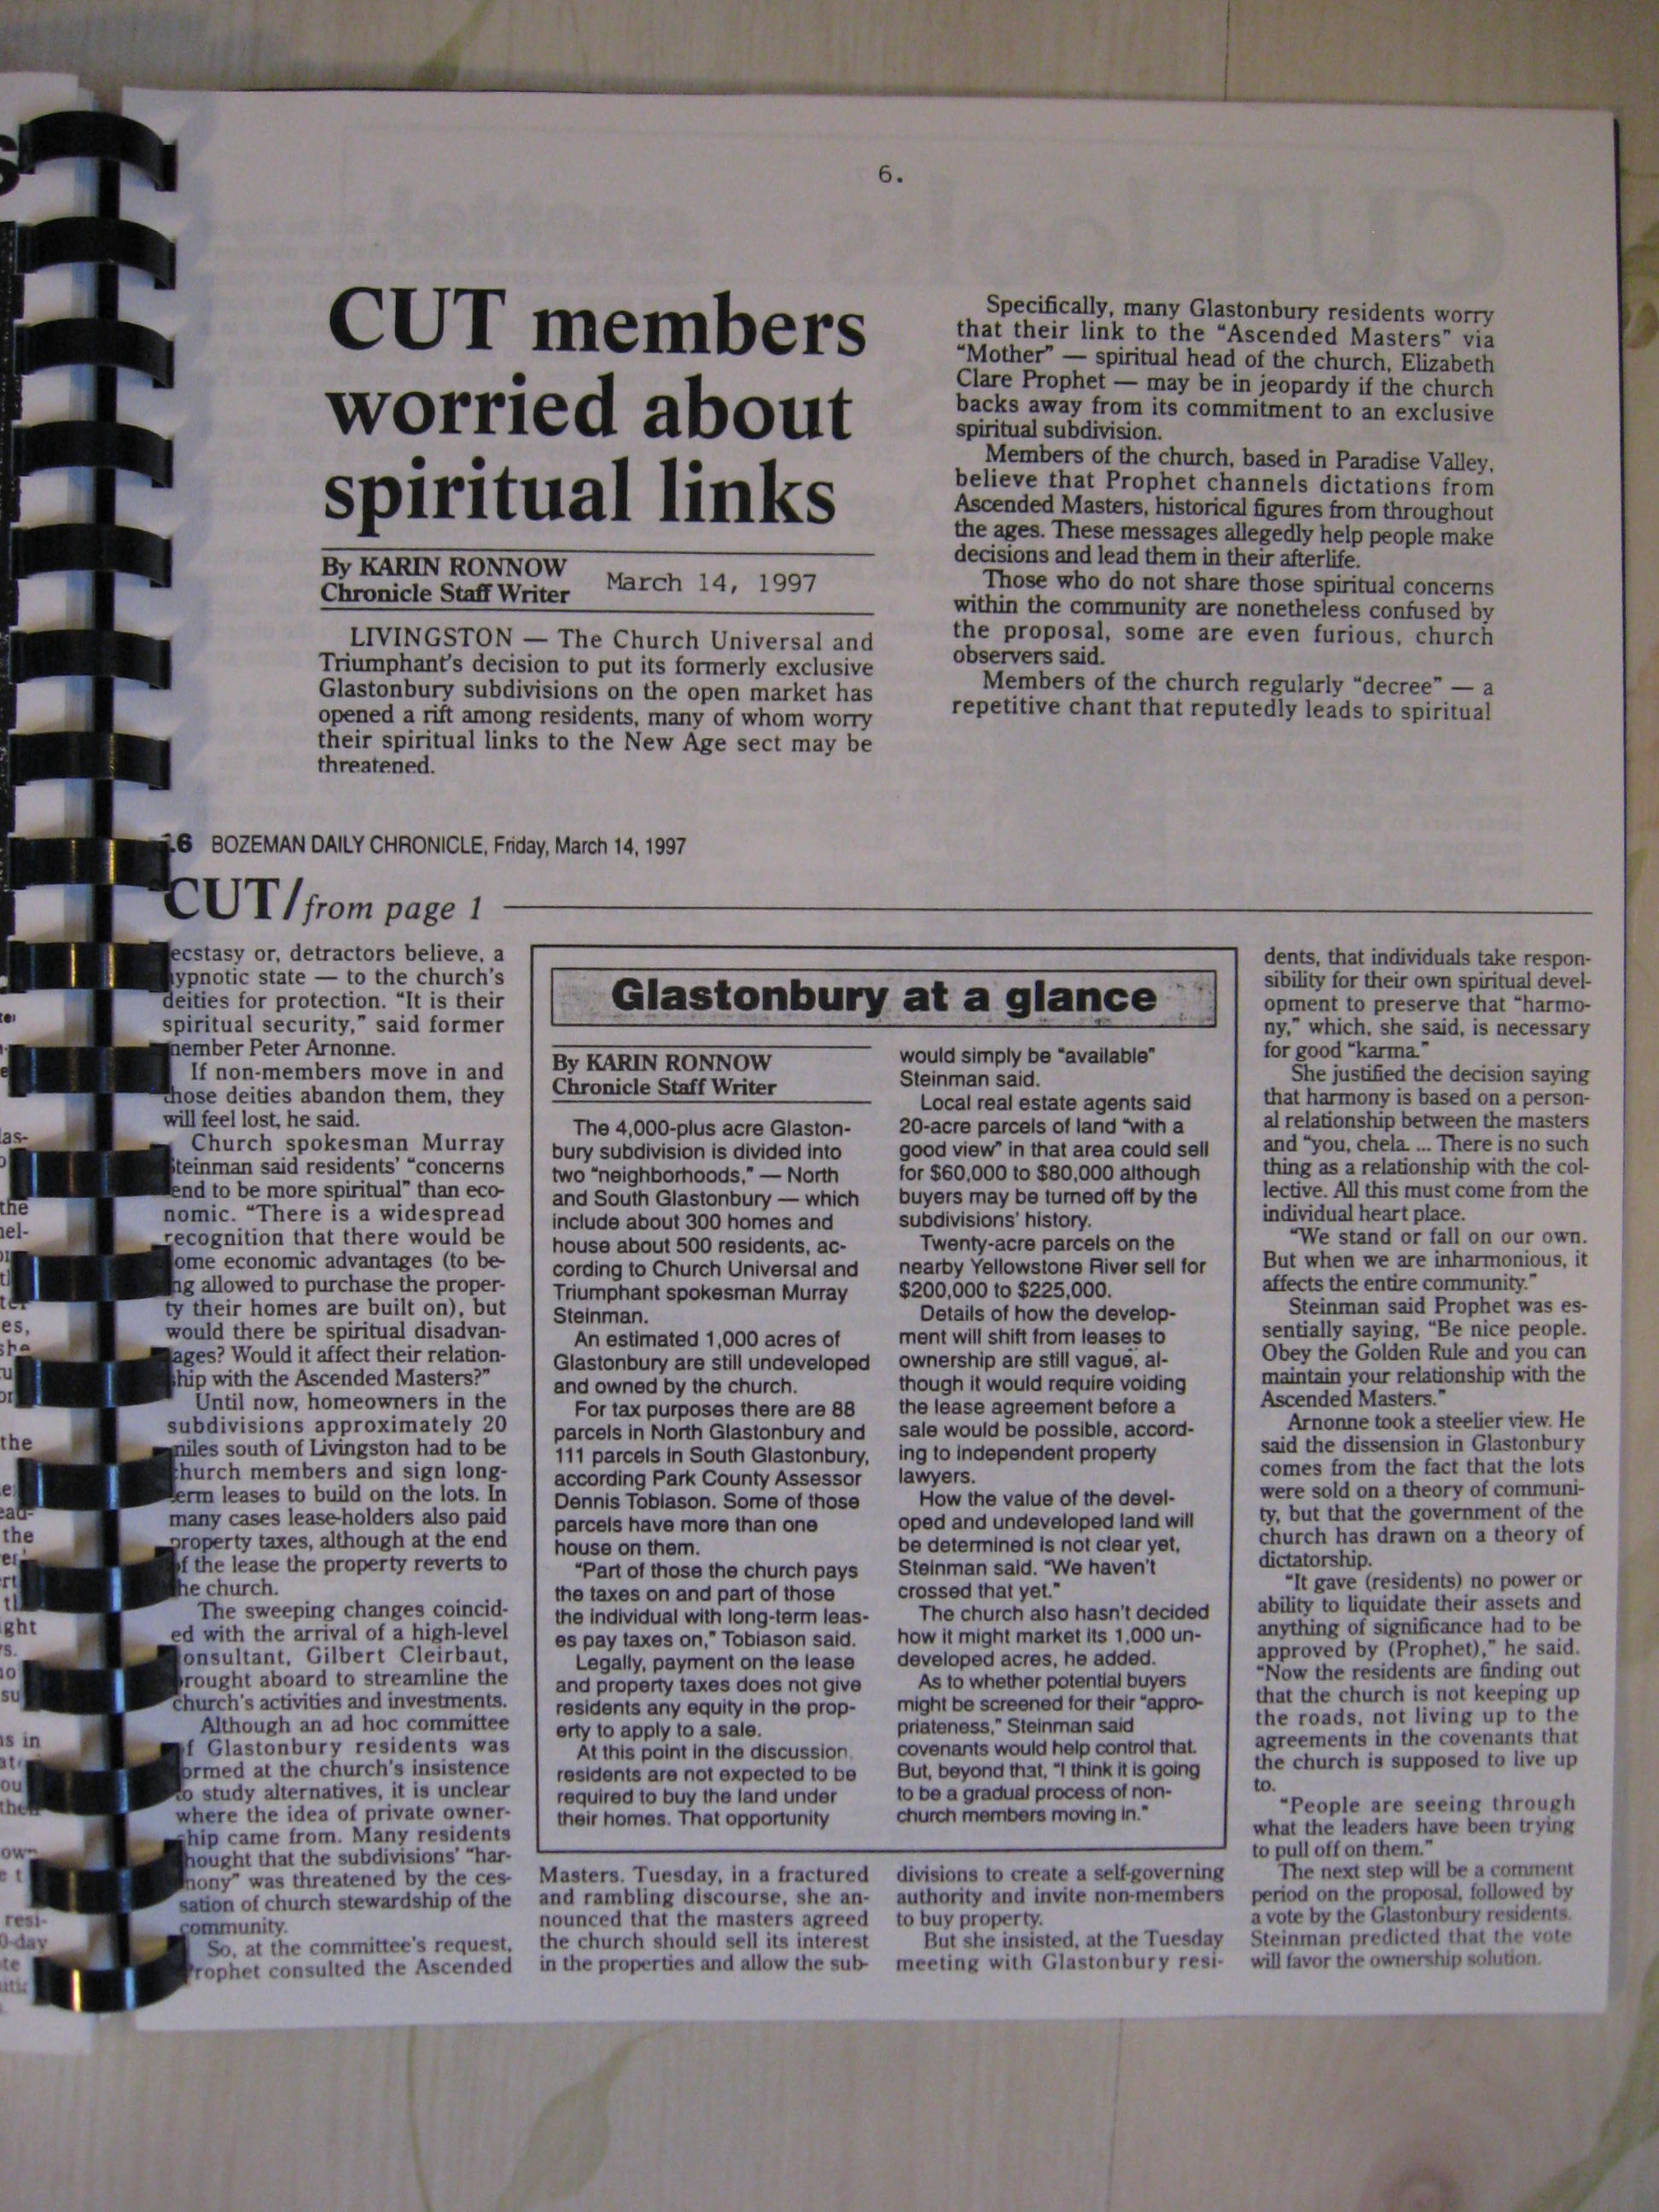 6.
CUT members
worried about
spiritual links
By KARIN RONNOW
Chronicle Staff Writer
March 14, 1997
LIVINGSTON — The Church Universal and
Triumphant's decision to put its formerly exclusive
Glastonbury subdivisions on the open market has
opened a rift among residents, many of whom worry
their spiritual links to the New Age sect may be
threatened.
Specifically, many Glastonbury residents worry
that their link to the "Ascended Masters" via
"Mother" — spiritual head of the church, Elizabeth
Clare Prophet — may be in jeopardy if the church
backs away from its commitment to an exclusive
spiritual subdivision.
Members of the church, based in Paradise Valley,
believe that Prophet channels dictations from
Ascended Masters, historical figures from throughout
the ages. These messages allegedly help people make
decisions and lead them in their afterlife.
Those who do not share those spiritual concerns
within the community are nonetheless confused by
the proposal, some are even furious, church
observers said.
Members of the church regularly "decree" — a
repetitive chant that reputedly leads to spiritual
16 BOZEMAN DAILY CHRONICLE, Friday, March 14, 1997
CUT/from page 1
ecstasy or, detractors believe, a
ypnotic state — to the church's
deities for protection. "It is their
spiritual security," said former
member Peter Arnonne.
If non-members move in and
those deities abandon them, they
will feel lost, he said.
Church spokesman Murray
Steinman said residents' "concerns
tend to be more spiritual" than eco-
nomic. "There is a widespread
recognition that there would be
ome economic advantages (to be-
ng allowed to purchase the proper-
ty their homes are built on), but
would there be spiritual disadvan-
ages? Would it affect their relation-
hip with the Ascended Masters?"
Until now, homeowners in the
subdivisions approximately 20
miles south of Livingston had to be
church members and sign long-
term leases to build on the lots. In
many cases lease-holders also paid
property taxes, although at the end
of the lease the property reverts to
he church.
The sweeping changes coincid-
ed with the arrival of a high-level
onsultant, Gilbert Cleirbaut,
brought aboard to streamline the
church's activities and investments.
Although an ad hoc committee
of Glastonbury residents was
ormed at the church's insistence
to study alternatives, it is unclear
where the idea of private owner-
ship came from. Many residents
hought that the subdivisions' "har-
mony" was threatened by the ces-
sation of church stewardship of the
community.
So, at the committee's request,
Prophet consulted the Ascended
Glastonbury at a glance
By KARIN RONNOW
Chronicle Staff Writer
The 4,000-plus acre Glaston-
bury subdivision is divided into
two "neighborhoods," — North
and South Glastonbury — which
include about 300 homes and
house about 500 residents, ac-
cording to Church Universal and
Triumphant spokesman Murray
Steinman.
An estimated 1,000 acres of
Glastonbury are still undeveloped
and owned by the church.
For tax purposes there are 88
parcels in North Glastonbury and
111 parcels in South Glastonbury,
according Park County Assessor
Dennis Toblason. Some of those
parcels have more than one
house on them.
"Part of those the church pays
the taxes on and part of those
the individual with long-term leas-
es pay taxes on," Tobiason said.
Legally, payment on the lease
and property taxes does not give
residents any equity in the prop-
erty to apply to a sale.
At this point in the discussion,
residents are not expected to be
required to buy the land under
their homes. That opportunity
would simply be "available"
Steinman said.
Local real estate agents said
20-acre parcels of land "with a
good view" in that area could sell
for $60,000 to $80,000 although
buyers may be turned off by the
subdivisions' history.
Twenty-acre parcels on the
nearby Yellowstone River sell for
$200,000 to $225,000.
Details of how the develop-
ment will shift from leases to
ownership are still vague, al-
though it would require voiding
the lease agreement before a
sale would be possible, accord-
ing to independent property
lawyers.
How the value of the devel-
oped and undeveloped land will
be determined is not clear yet,
Steinman said. "We haven't
crossed that yet."
The church also hasn't decided
how it might market its 1,000 un-
developed acres, he added.
As to whether potential buyers
might be screened for their "appro-
priateness," Steinman said
covenants would help control that.
But, beyond that, "I think it is going
to be a gradual process of non-
church members moving in."
Masters. Tuesday, in a fractured
and rambling discourse, she an-
nounced that the masters agreed
the church should sell its interest
in the properties and allow the sub-
divisions to create a self-governing
authority and invite non-members
to buy property.
But she insisted, at the Tuesday
meeting with Glastonbury resi-
dents, that individuals take respon-
sibility for their own spiritual devel-
opment to preserve that "harmo-
ny," which, she said, is necessary
for good "karma."
She justified the decision saying
that harmony is based on a person-
al relationship between the masters
and "you, chela. ... There is no such
thing as a relationship with the col-
lective. All this must come from the
individual heart place.
"We stand or fall on our own.
But when we are inharmonious, it
affects the entire community."
Steinman said Prophet was es-
sentially saying, "Be nice people.
Obey the Golden Rule and you can
maintain your relationship with the
Ascended Masters."
Arnonne took a steelier view. He
said the dissension in Glastonbury
comes from the fact that the lots
were sold on a theory of communi-
ty, but that the government of the
church has drawn on a theory of
dictatorship.
"It gave (residents) no power or
ability to liquidate their assets and
anything of significance had to be
approved by (Prophet)," he said.
"Now the residents are finding out
that the church is not keeping up
the roads, not living up to the
agreements in the covenants that
the church is supposed to live up
to.
"People are seeing through
what the leaders have been trying
to pull off on them."
The next step will be a comment
period on the proposal, followed by
a vote by the Glastonbury residents.
Steinman predicted that the vote
will favor the ownership solution.